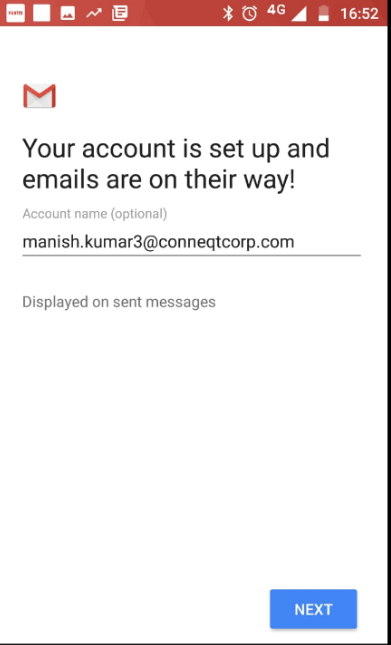 4G 16:52
Your account is set up and
emails are on their way!
Account name (optional)
manish.kumar3@conneqtcorp.com
Displayed on sent messages
NEXT